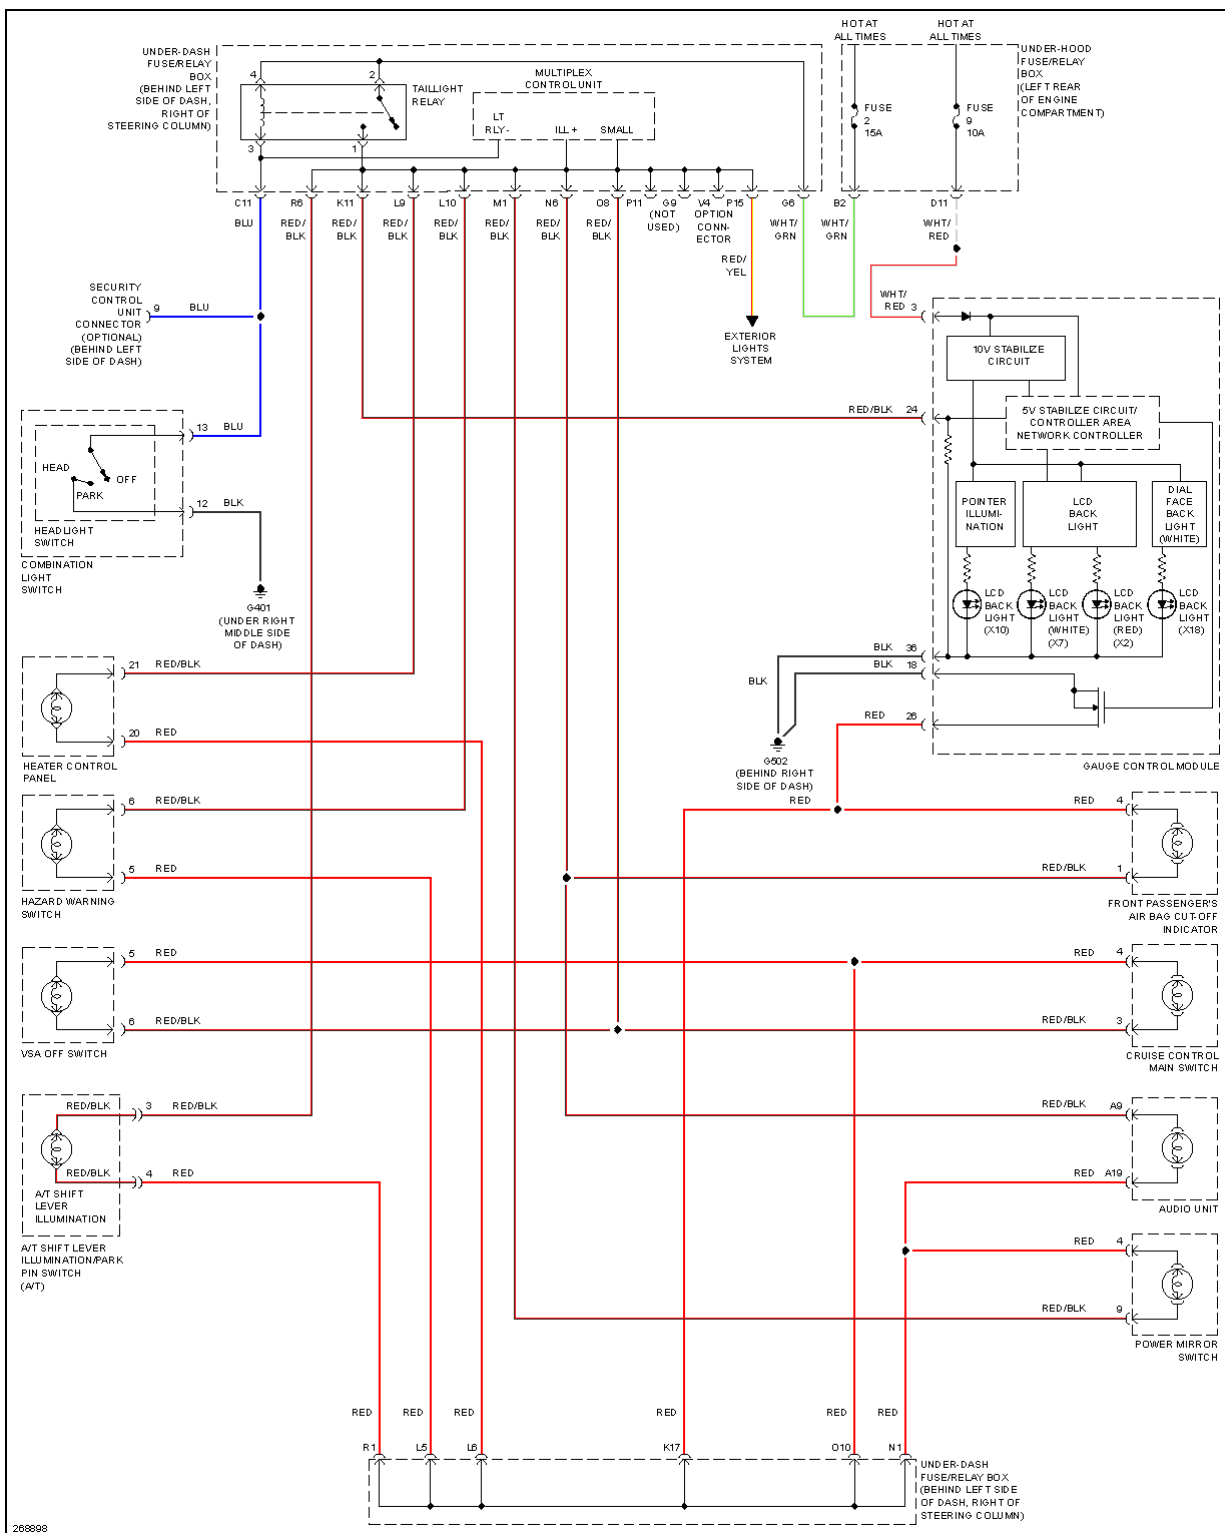 HOT AT
ALL TIMES
HOT AT
ALL TIMES
UNDER-DASH
FUSE/RELAY
BOX
(BEHIND LEFT
SIDE OF DASH,
RIGHT OF
STEERING COLUMN)
4
2
TAILLIGHT
RELAY
3
1
MULTIPLEX
CONTROL UNIT
LT
RLY-
ILL +
SMALL
FUSE
2
15A
FUSE
9
10A
UNDER-HOOD
FUSE/RELAY
BOX
(LEFT REAR
OF ENGINE
COMPARTMENT)
C11
R6
K11
L9
L10
M1
N6
O8
P11
G9
(NOT
USED)
V4
OPTION
CONN-
ECTOR
P15
G6
B2
D11
BLU
RED/
BLK
RED/
BLK
RED/
BLK
RED/
BLK
RED/
BLK
RED/
BLK
RED/
BLK
RED/
YEL
WHT/
GRN
WHT/
GRN
WHT/
RED
SECURITY
CONTROL
UNIT
CONNECTOR
(OPTIONAL)
(BEHIND LEFT
SIDE OF DASH)
9
BLU
EXTERIOR
LIGHTS
SYSTEM
WHT/
RED
3
10V STABILIZE
CIRCUIT
RED/BLK
24
5V STABILIZE CIRCUIT/
CONTROLLER AREA
NETWORK CONTROLLER
13
BLU
HEAD
OFF
PARK
12
BLK
HEADLIGHT
SWITCH
COMBINATION
LIGHT
SWITCH
G401
(UNDER RIGHT
MIDDLE SIDE
OF DASH)
POINTER
ILLUMI-
NATION
LCD
BACK
LIGHT
DIAL
FACE
BACK
LIGHT
(WHITE)
LCD
BACK
LIGHT
(X10)
LCD
BACK
LIGHT
(WHITE)
(X7)
LCD
BACK
LIGHT
(RED)
(X2)
LCD
BACK
LIGHT
(X18)
BLK
36
BLK
18
BLK
RED
26
G502
(BEHIND RIGHT
SIDE OF DASH)
GAUGE CONTROL MODULE
21
RED/BLK
20
RED
HEATER CONTROL
PANEL
6
RED/BLK
5
RED
HAZARD WARNING
SWITCH
RED
RED
4
RED/BLK
1
FRONT PASSENGER'S
AIR BAG CUT-OFF
INDICATOR
5
RED
6
RED/BLK
VSA OFF SWITCH
RED
4
RED/BLK
3
CRUISE CONTROL
MAIN SWITCH
RED/BLK
3
RED/BLK
RED/BLK
4
RED
A/T SHIFT
LEVER
ILLUMINATION
A/T SHIFT LEVER
ILLUMINATION/PARK
PIN SWITCH
(A/T)
RED/BLK
A9
RED
A19
AUDIO UNIT
RED
4
RED/BLK
9
POWER MIRROR
SWITCH
RED
RED
RED
RED
RED
RED
R1
L5
L6
K17
O10
N1
UNDER-DASH
FUSE/RELAY BOX
(BEHIND LEFT SIDE
OF DASH, RIGHT OF
STEERING COLUMN)
268898